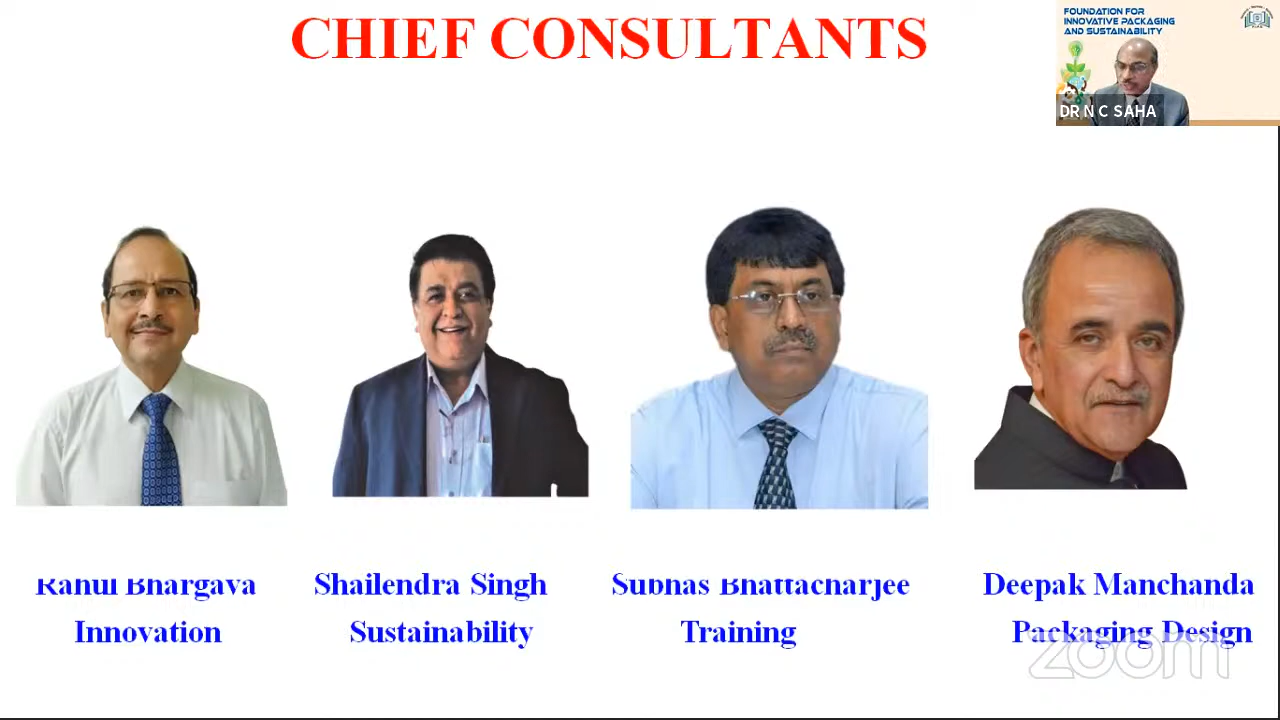 CHIEF CONSULTANTS
FOUNDATION FOR
INNOVATIVE PACKAGING
AND SUSTAINABILITY
DR N C SAHA
Rahul Bhargava
Shailendra Singh
Subhas Bhattacharjee
Deepak Manchanda
Innovation
Sustainability
Training
Packaging Design
zoom